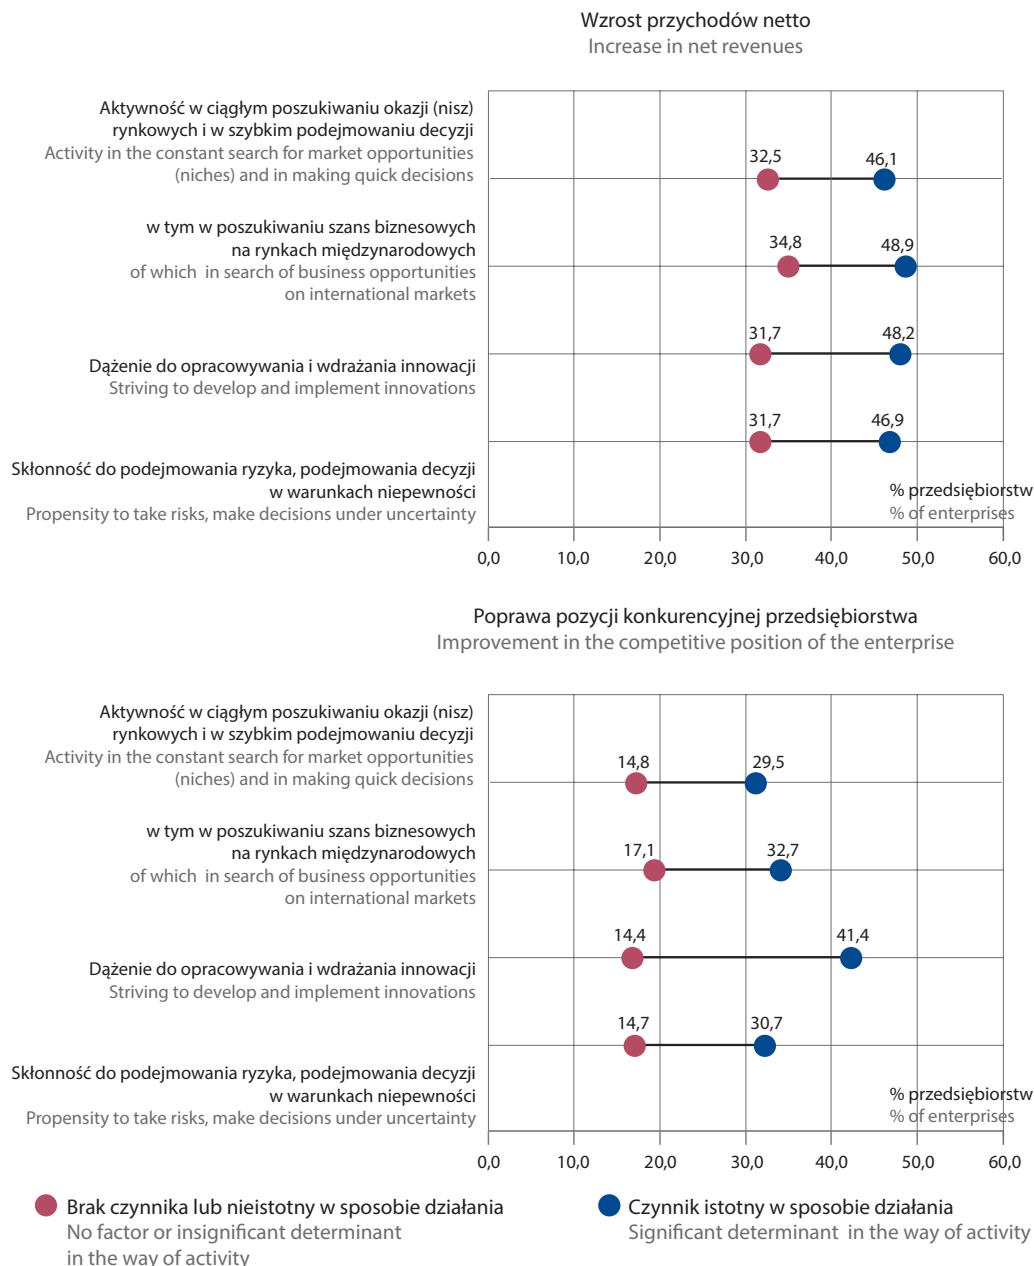 Wzrost przychodów netto
Increase in net revenues
Aktywność w ciągłym poszukiwaniu okazji (nisz)
rynkowych i w szybkim podejmowaniu decyzji
Activity in the constant search for market opportunities
(niches) and in making quick decisions
32,5
46,1
w tym w poszukiwaniu szans biznesowych
na rynkach międzynarodowych
of which in search of business opportunities
on international markets
34,8
48,9
Dążenie do opracowywania i wdrażania innowacji
Striving to develop and implement innovations
31,7
48,2
Skłonność do podejmowania ryzyka, podejmowania decyzji
w warunkach niepewności
Propensity to take risks, make decisions under uncertainty
31,7
46,9
% przedsiębiorstw
% of enterprises
0,0 10,0 20,0 30,0 40,0 50,0 60,0
Poprawa pozycji konkurencyjnej przedsiębiorstwa
Improvement in the competitive position of the enterprise
Aktywność w ciągłym poszukiwaniu okazji (nisz)
rynkowych i w szybkim podejmowaniu decyzji
Activity in the constant search for market opportunities
(niches) and in making quick decisions
14,8
29,5
w tym w poszukiwaniu szans biznesowych
na rynkach międzynarodowych
of which in search of business opportunities
on international markets
17,1
32,7
Dążenie do opracowywania i wdrażania innowacji
Striving to develop and implement innovations
14,4
41,4
Skłonność do podejmowania ryzyka, podejmowania decyzji
w warunkach niepewności
Propensity to take risks, make decisions under uncertainty
14,7
30,7
% przedsiębiorstw
% of enterprises
0,0 10,0 20,0 30,0 40,0 50,0 60,0
Brak czynnika lub nieistotny w sposobie działania
No factor or insignificant determinant
in the way of activity
Czynnik istotny w sposobie działania
Significant determinant in the way of activity